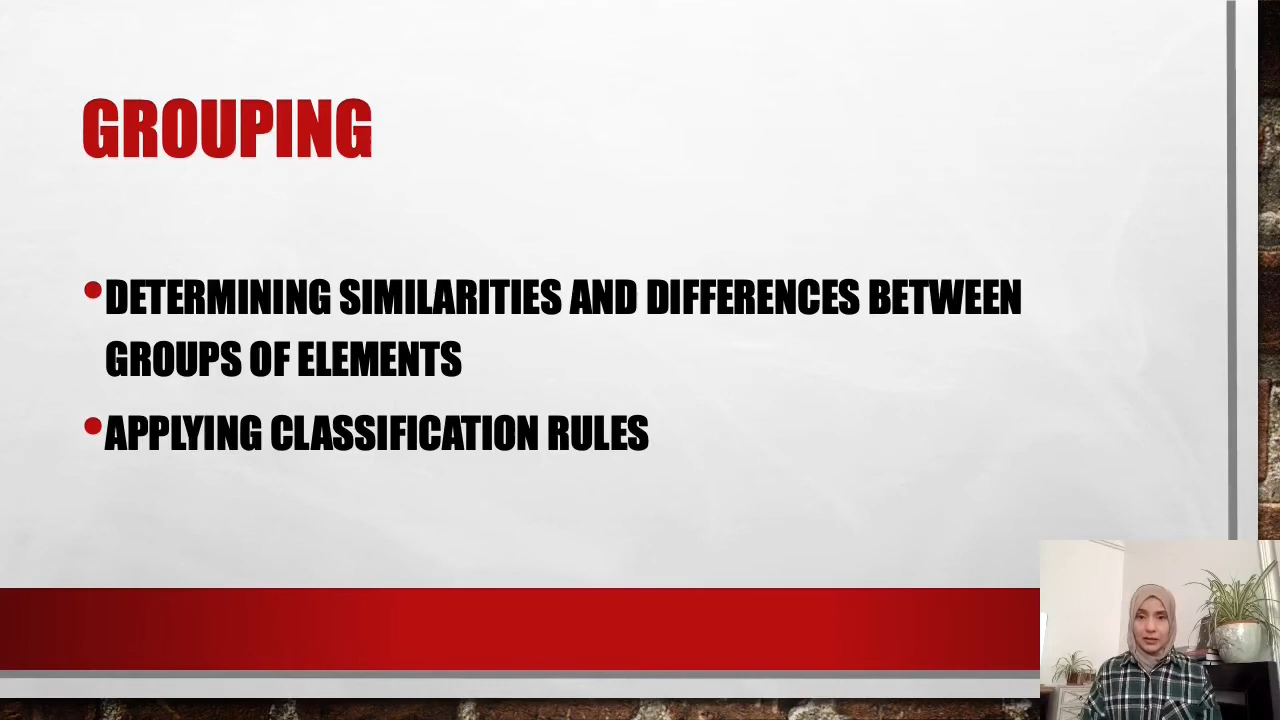 GROUPING
•DETERMINING SIMILARITIES AND DIFFERENCES BETWEEN
GROUPS OF ELEMENTS
•APPLYING CLASSIFICATION RULES